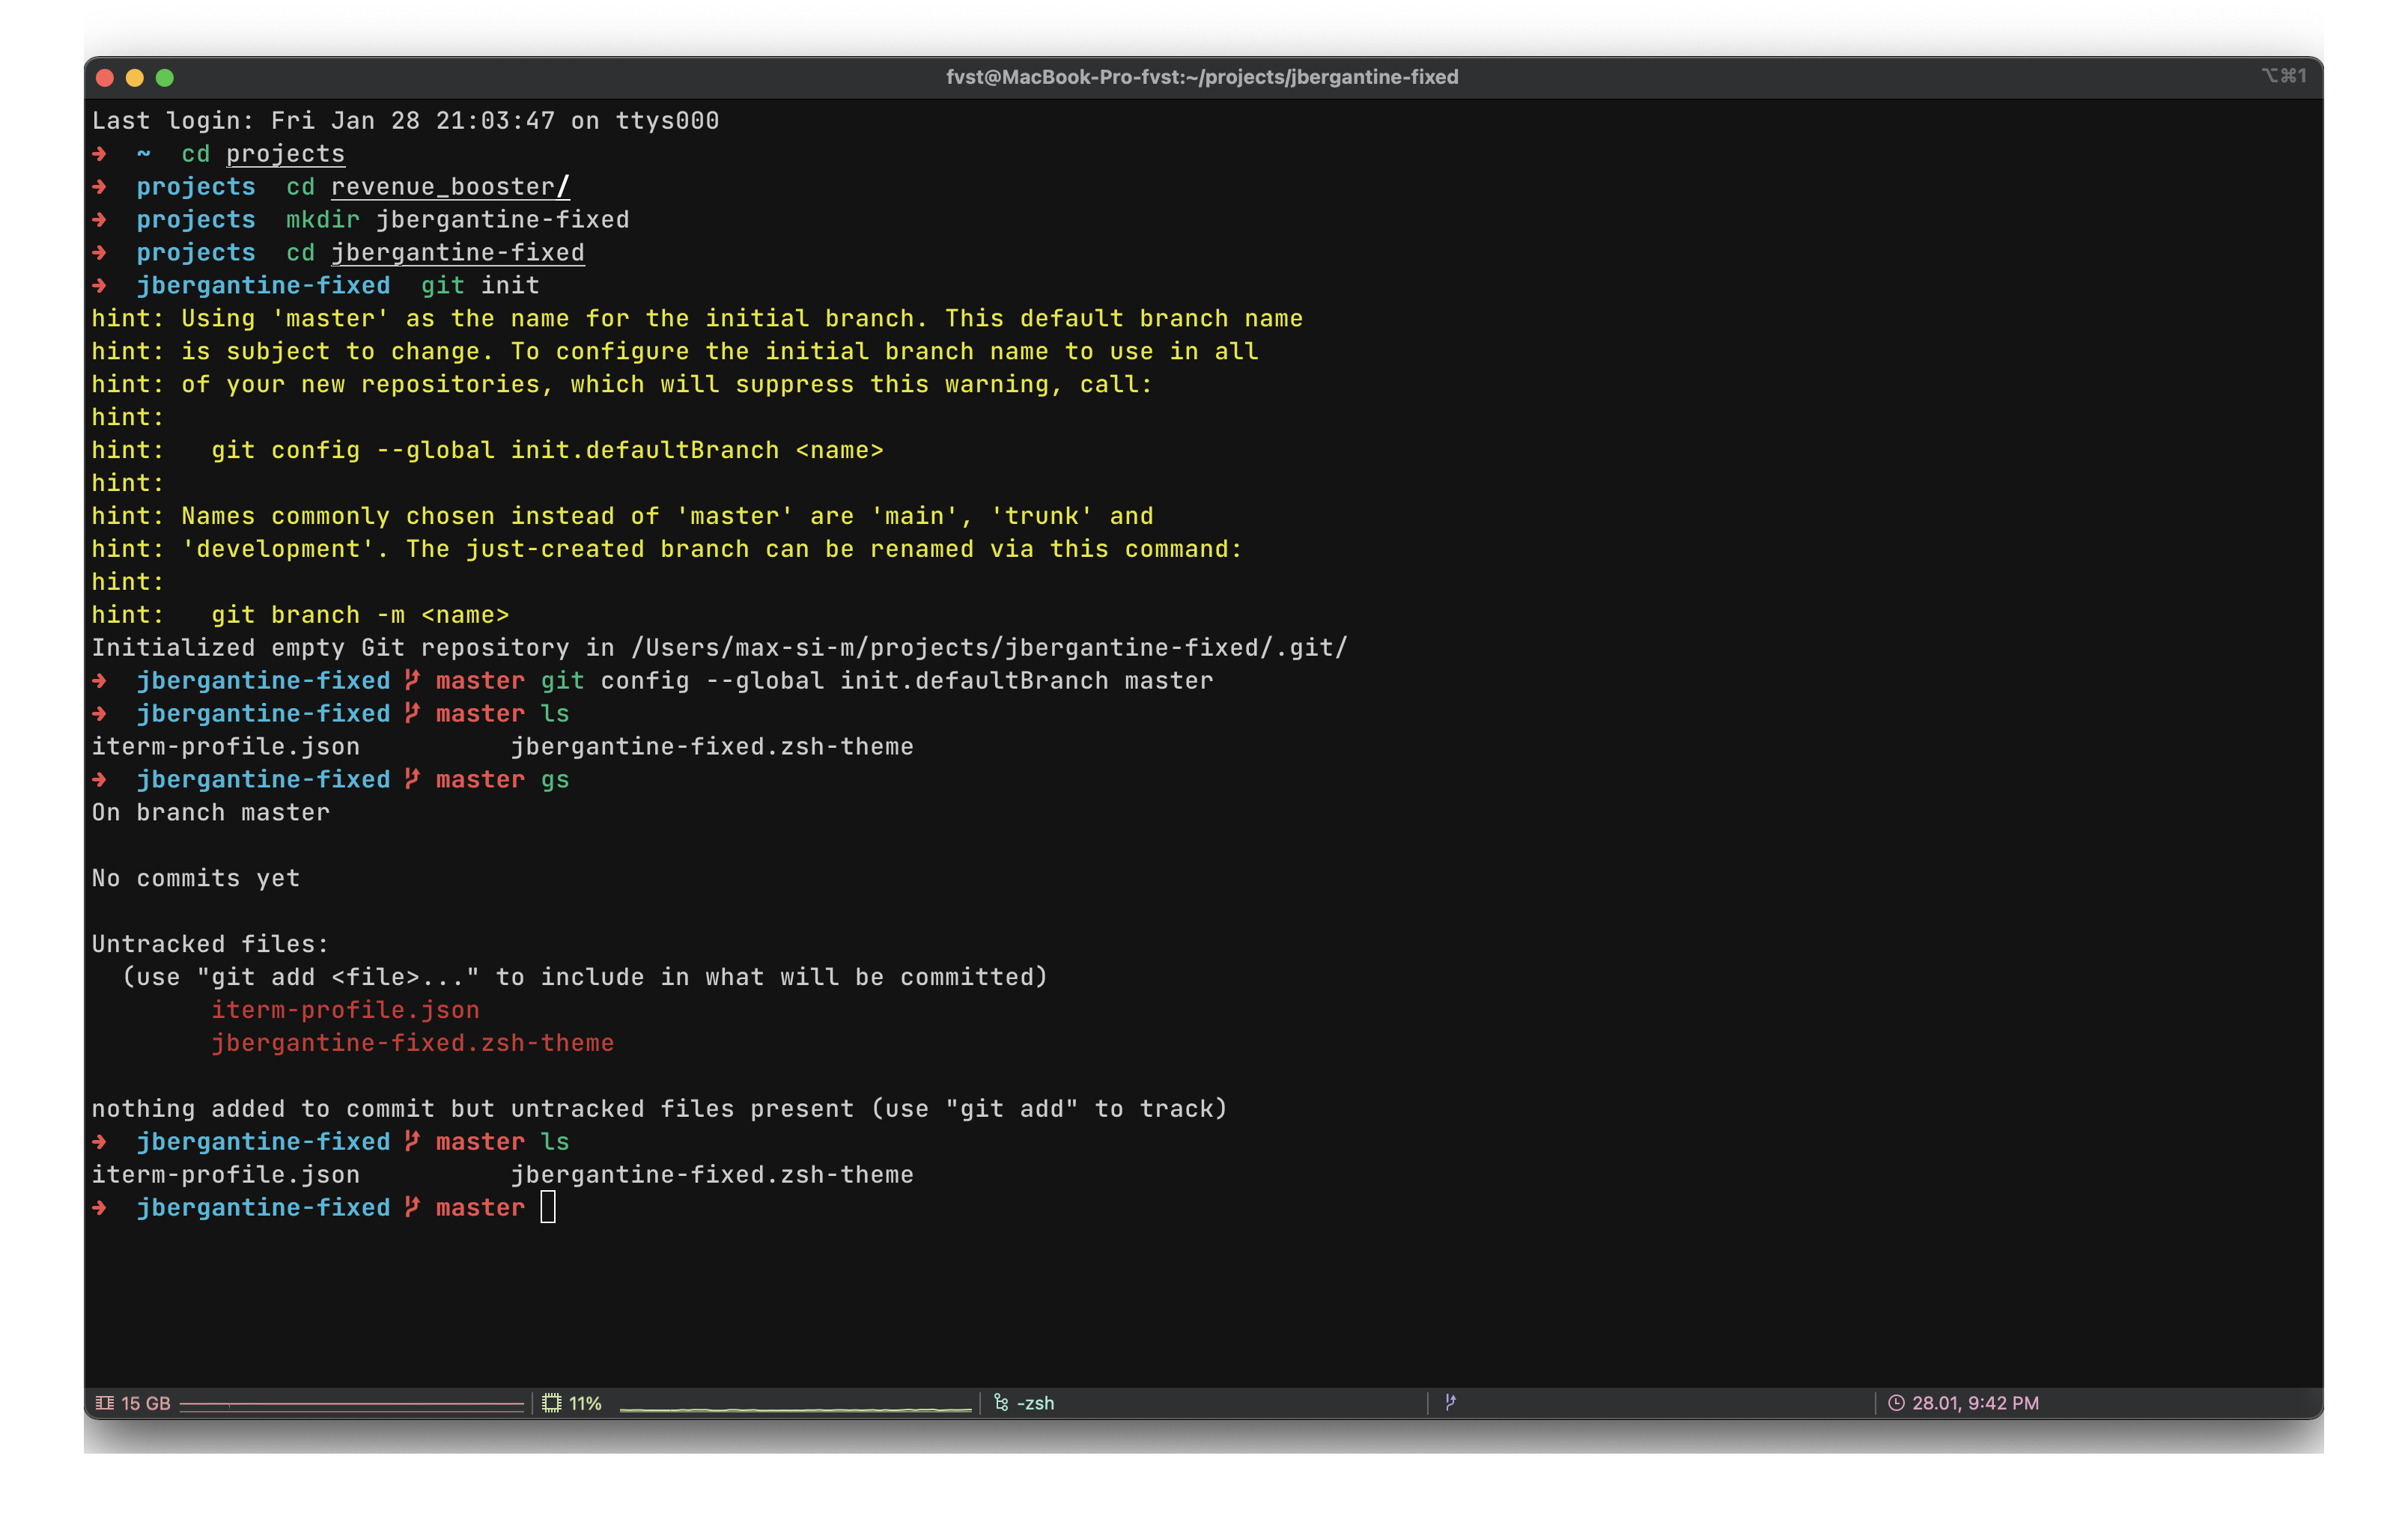 fvst@MacBook-Pro-fvst:~/projects/jbergantine-fixed
⌥⌘1
Last login: Fri Jan 28 21:03:47 on ttys000
➜  ~  cd projects
➜  projects  cd revenue_booster/
➜  projects  mkdir jbergantine-fixed
➜  projects  cd jbergantine-fixed
➜  jbergantine-fixed  git init
hint: Using 'master' as the name for the initial branch. This default branch name
hint: is subject to change. To configure the initial branch name to use in all
hint: of your new repositories, which will suppress this warning, call:
hint:
hint:   git config --global init.defaultBranch <name>
hint:
hint: Names commonly chosen instead of 'master' are 'main', 'trunk' and
hint: 'development'. The just-created branch can be renamed via this command:
hint:
hint:   git branch -m <name>
Initialized empty Git repository in /Users/max-si-m/projects/jbergantine-fixed/.git/
➜  jbergantine-fixed master git config --global init.defaultBranch master
➜  jbergantine-fixed master ls
iterm-profile.json          jbergantine-fixed.zsh-theme
➜  jbergantine-fixed master gs
On branch master
No commits yet
Untracked files:
  (use "git add <file>..." to include in what will be committed)
        iterm-profile.json
        jbergantine-fixed.zsh-theme
nothing added to commit but untracked files present (use "git add" to track)
➜  jbergantine-fixed master ls
iterm-profile.json          jbergantine-fixed.zsh-theme
➜  jbergantine-fixed master
15 GB 11% -zsh 28.01, 9:42 PM